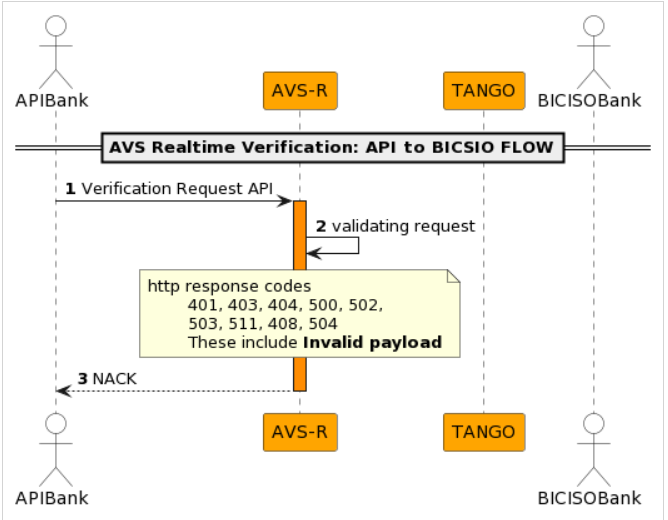 APIBank
AVS-R
TANGO
BICISOBank
AVS Realtime Verification: API to BICSIO FLOW
1 Verification Request API
2 validating request
http response codes
401, 403, 404, 500, 502,
503, 511, 408, 504
These include Invalid payload
3 NACK
APIBank
AVS-R
TANGO
BICISOBank